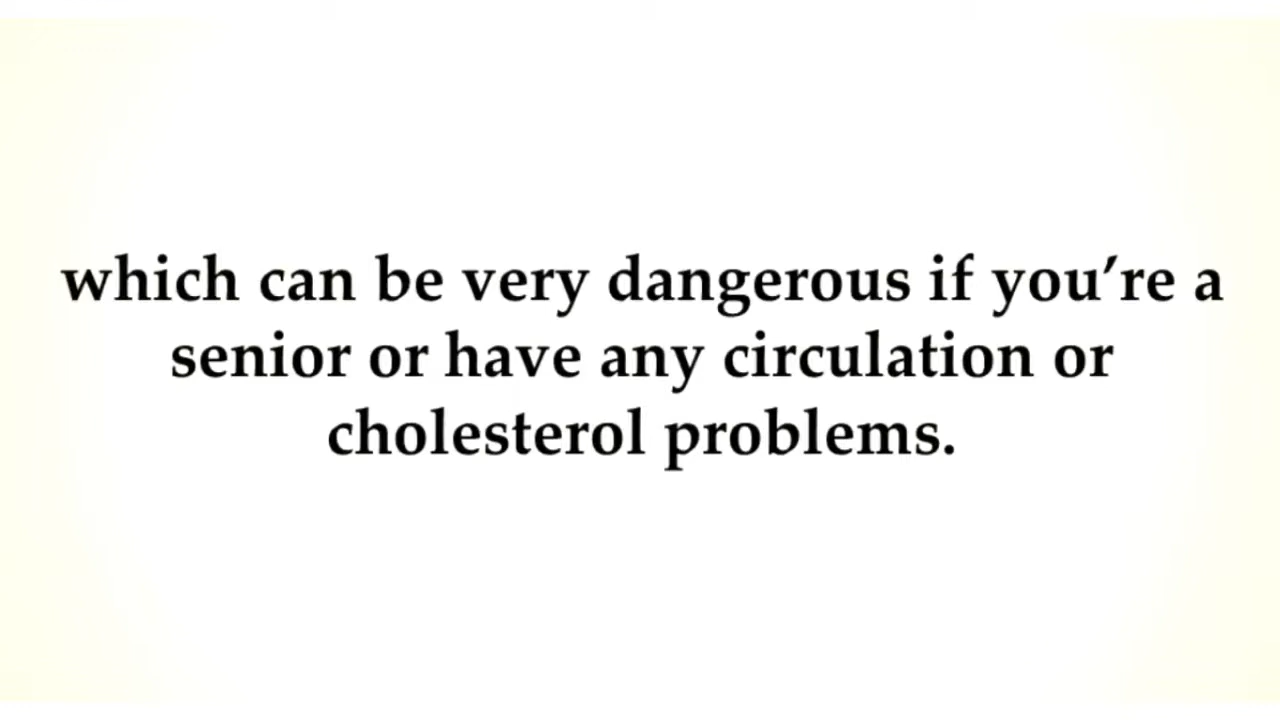 which can be very dangerous if you’re a
senior or have any circulation or
cholesterol problems.